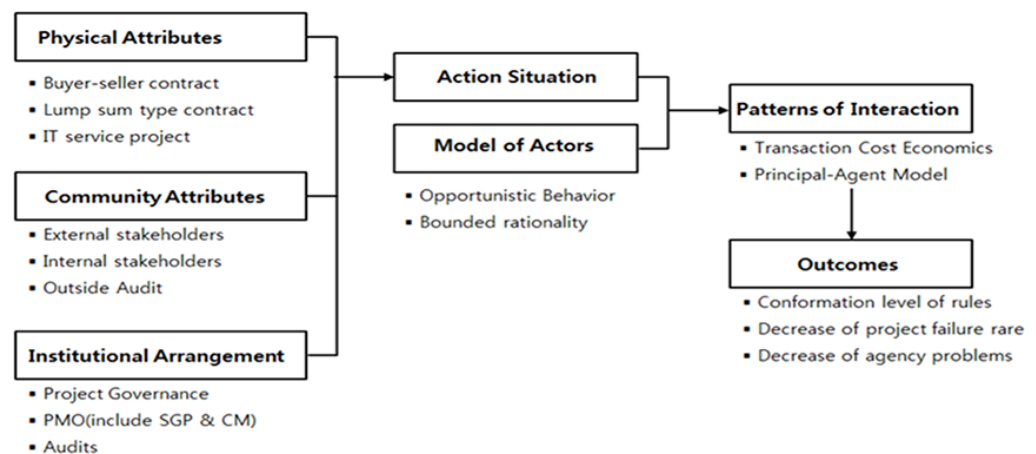 Physical Attributes
▪ Buyer-seller contract
▪ Lump sum type contract
▪ IT service project
Community Attributes
▪ External stakeholders
▪ Internal stakeholders
▪ Outside Audit
Institutional Arrangement
▪ Project Governance
▪ PMO(include SGP & CM)
▪ Audits
Action Situation
Model of Actors
▪ Opportunistic Behavior
▪ Bounded rationality
Patterns of Interaction
▪ Transaction Cost Economics
▪ Principal-Agent Model
Outcomes
▪ Conformation level of rules
▪ Decrease of project failure rare
▪ Decrease of agency problems